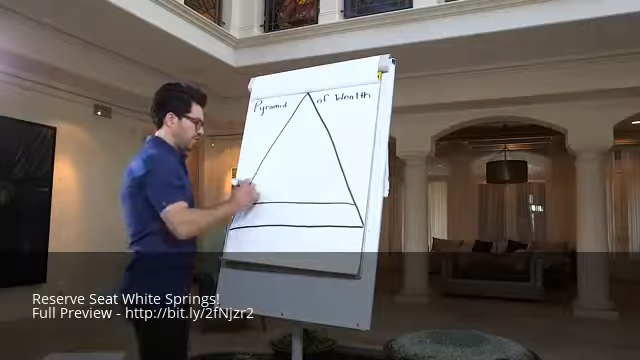 Pyramid of Wealth
Reserve Seat White Springs!
Full Preview - http://bit.ly/2fNjzr2